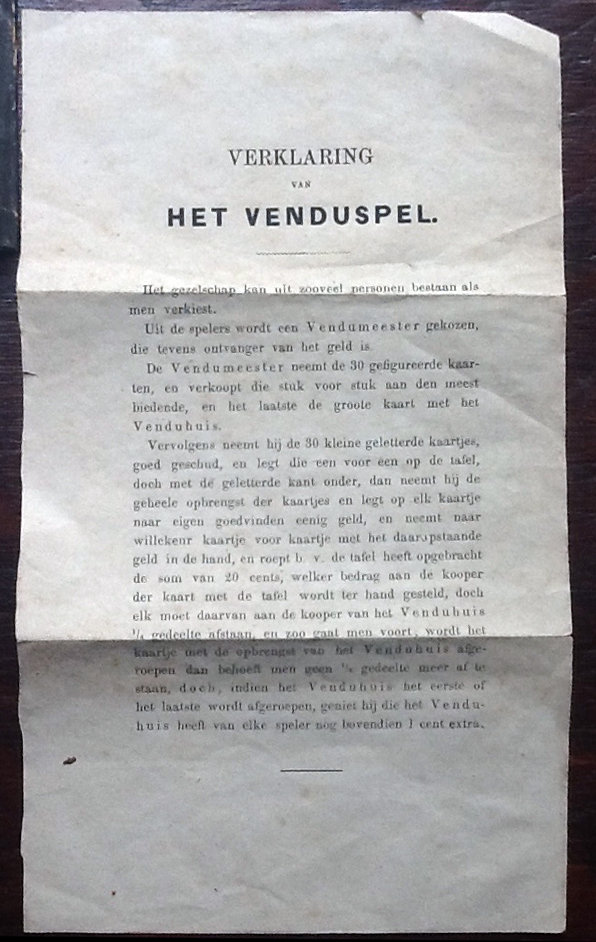 VERKLARING
VAN
HET VENDUSPEL.
Het gezelschap kan uit zooveel personen bestaan als
men verkiest.
Uit de spelers wordt een Vendumeester gekozen,
die tevens ontvanger van het geld is.
De Vendumeester neemt de 30 gefigureerde kaar-
ten, en verkoopt die stuk voor stuk aan den meest
biedende, en het laatste de groote kaart met het
Venduhuis.
Vervolgens neemt hij de 30 kleine geletterde kaartjes,
goed geschud, en legt die een voor een op de tafel,
doch met de geletterde kant onder, dan neemt hij de
geheele opbrengst der kaartjes en legt op elk kaartje
naar eigen goedvinden eenig geld, en neemt naar
willekeur kaartje voor kaartje met het daaropstaande
geld in de hand, en roept b. v. de tafel heeft opgebracht
de som van 20 cents, welker bedrag aan de kooper
der kaart met de tafel wordt ter hand gesteld, doch
elk moet daarvan aan de kooper van het Venduhuis
¼ gedeelte afstaan, en zoo gaat men voort, wordt het
kaartje met de opbrengst van het Venduhuis afge-
roepen dan behoeft men geen ¼ gedeelte meer af te
staan, doch, indien het Venduhuis het eerste of
het laatste wordt afgeroepen, geniet hij die het Vendu-
huis heeft van elke speler nog bovendien 1 cent extra.